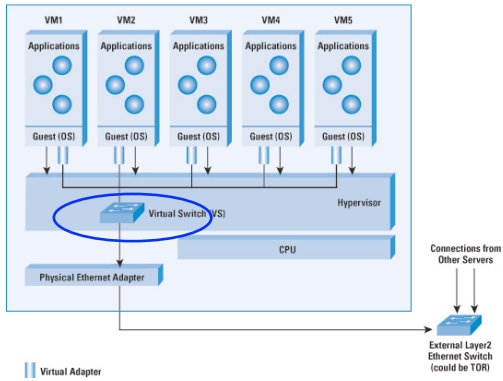 VM1 VM2 VM3 VM4 VM5
Applications Applications Applications Applications Applications
Guest (OS) Guest (OS) Guest (OS) Guest (OS) Guest (OS)
Virtual Switch (VS)
Hypervisor
CPU
Physical Ethernet Adapter
Connections from
Other Servers
External Layer2
Ethernet Switch
(could be TOR)
Virtual Adapter